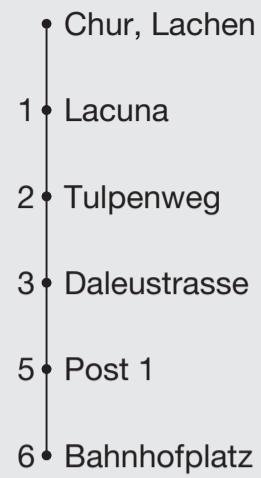 Chur, Lachen
1 Lacuna
2 Tulpenweg
3 Daleustrasse
5 Post 1
6 Bahnhofplatz